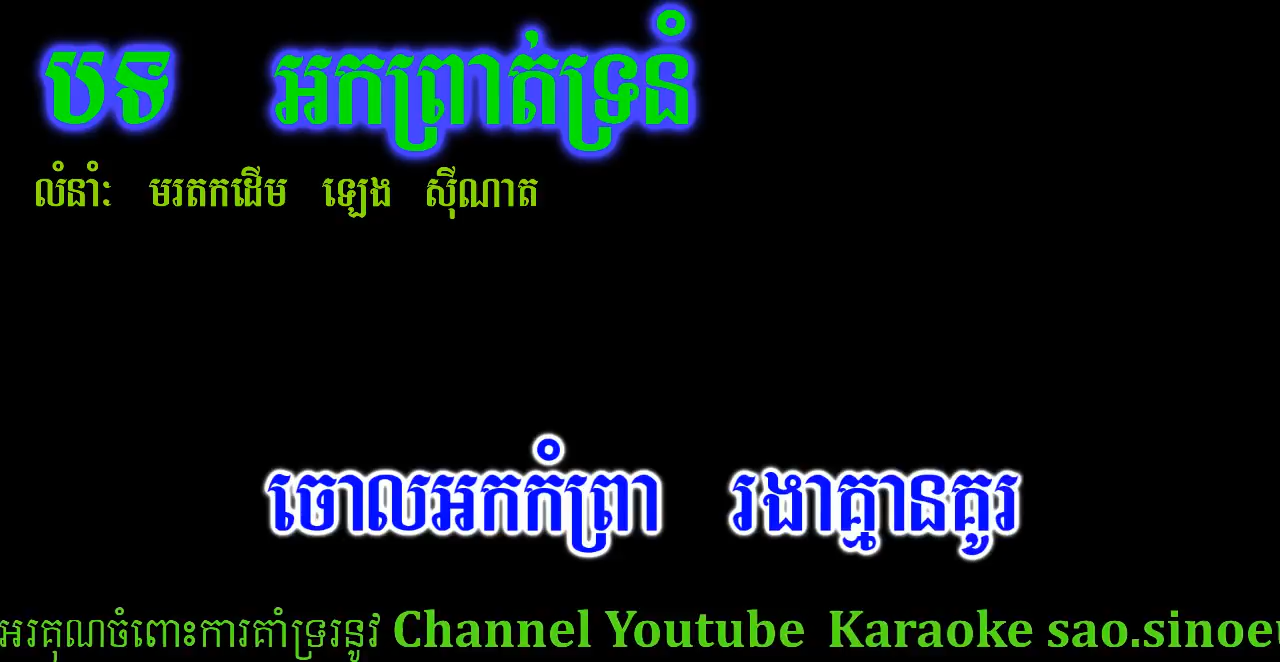 បទ អកព្រាត់ទ្រនំ
លំនាំ: មរតកដើម ឡេង ស៊ីណាត
ចោលអកកំព្រា រងាគ្មានគូរ
អរគុណចំពោះការគាំទ្ររនូវ Channel Youtube Karaoke sao.sinoeu